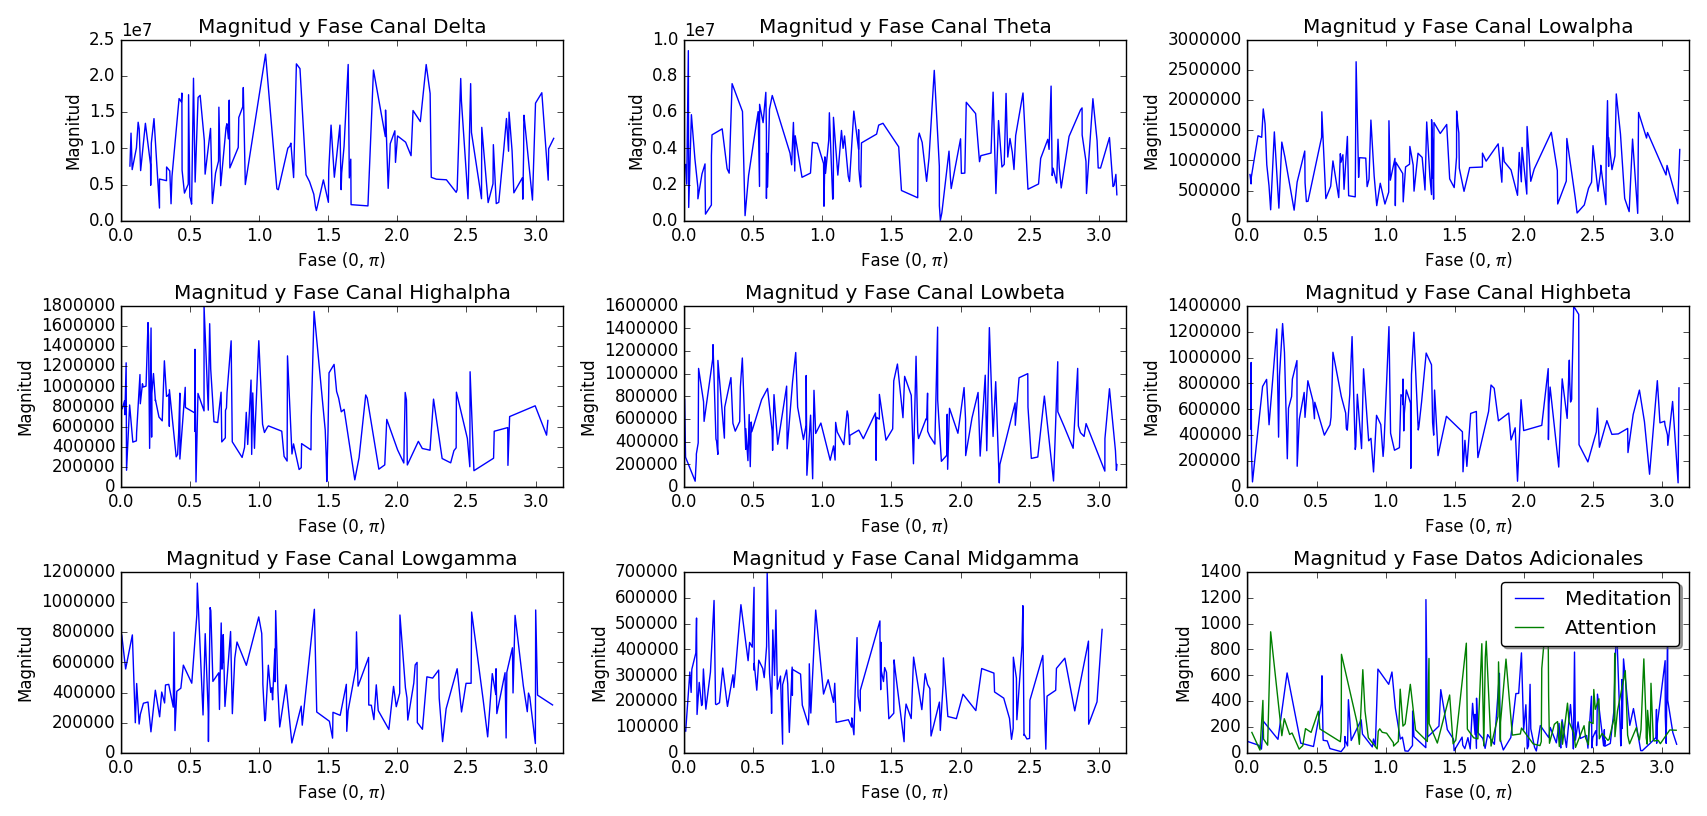 Magnitud y Fase Canal Delta
1e7
2.5
2.0
1.5
1.0
0.5
0.0
Magnitud
0.0 0.5 1.0 1.5 2.0 2.5 3.0
Fase (0, π)
Magnitud y Fase Canal Theta
1e7
1.0
0.8
0.6
0.4
0.2
0.0
Magnitud
0.0 0.5 1.0 1.5 2.0 2.5 3.0
Fase (0, π)
Magnitud y Fase Canal Lowalpha
3000000
2500000
2000000
1500000
1000000
500000
0
Magnitud
0.0 0.5 1.0 1.5 2.0 2.5 3.0
Fase (0, π)
Magnitud y Fase Canal Highalpha
1800000
1600000
1400000
1200000
1000000
800000
600000
400000
200000
0
Magnitud
0.0 0.5 1.0 1.5 2.0 2.5 3.0
Fase (0, π)
Magnitud y Fase Canal Lowbeta
1600000
1400000
1200000
1000000
800000
600000
400000
200000
0
Magnitud
0.0 0.5 1.0 1.5 2.0 2.5 3.0
Fase (0, π)
Magnitud y Fase Canal Highbeta
1400000
1200000
1000000
800000
600000
400000
200000
0
Magnitud
0.0 0.5 1.0 1.5 2.0 2.5 3.0
Fase (0, π)
Magnitud y Fase Canal Lowgamma
1200000
1000000
800000
600000
400000
200000
0
Magnitud
0.0 0.5 1.0 1.5 2.0 2.5 3.0
Fase (0, π)
Magnitud y Fase Canal Midgamma
700000
600000
500000
400000
300000
200000
100000
0
Magnitud
0.0 0.5 1.0 1.5 2.0 2.5 3.0
Fase (0, π)
Magnitud y Fase Datos Adicionales
1400
1200
1000
800
600
400
200
0
Magnitud
Meditation
Attention
0.0 0.5 1.0 1.5 2.0 2.5 3.0
Fase (0, π)